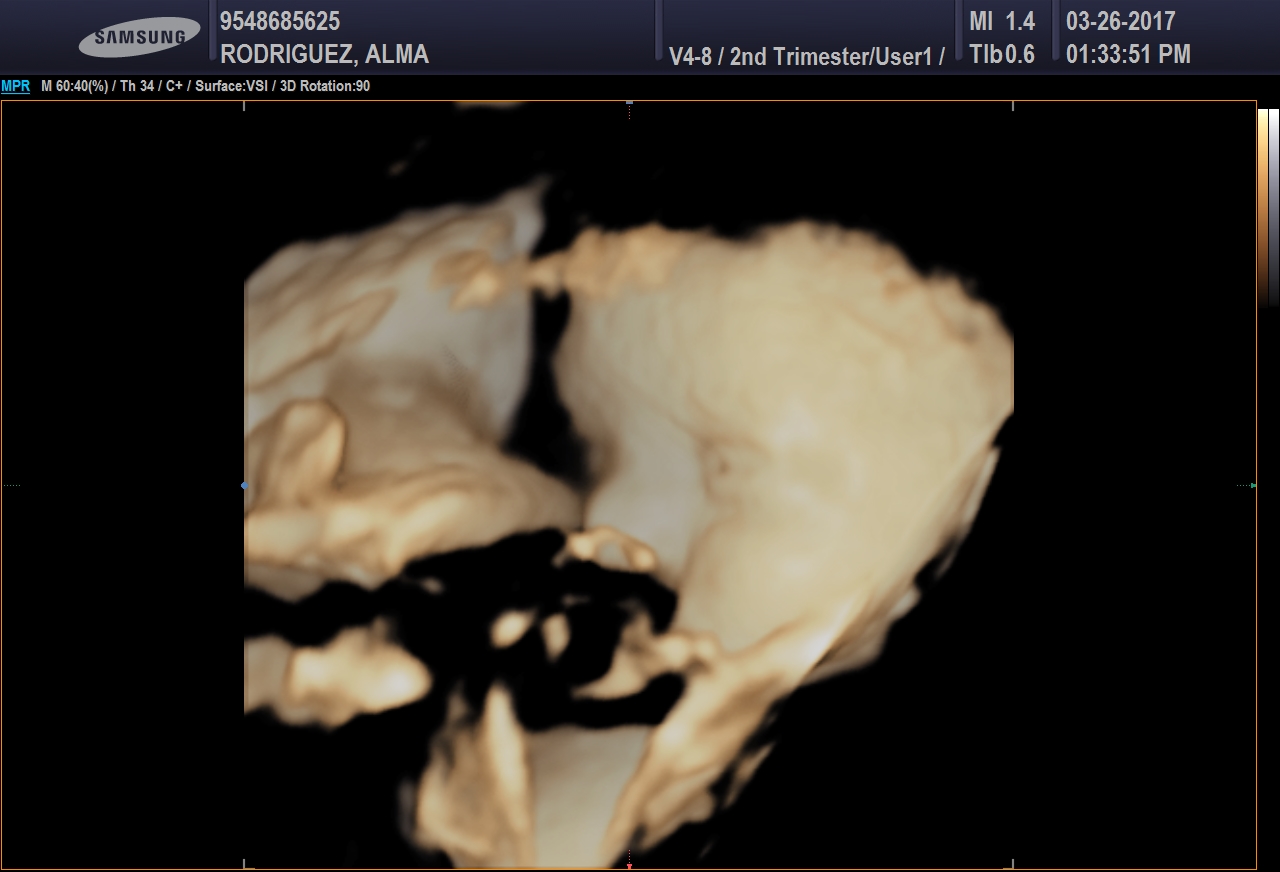 SAMSUNG
9548685625
RODRIGUEZ, ALMA
V4-8 / 2nd Trimester/User1 /
MI 1.4
TIb 0.6
03-26-2017
01:33:51 PM
MPR M 60:40(%) / Th 34 / C+ / Surface:VSI / 3D Rotation:90